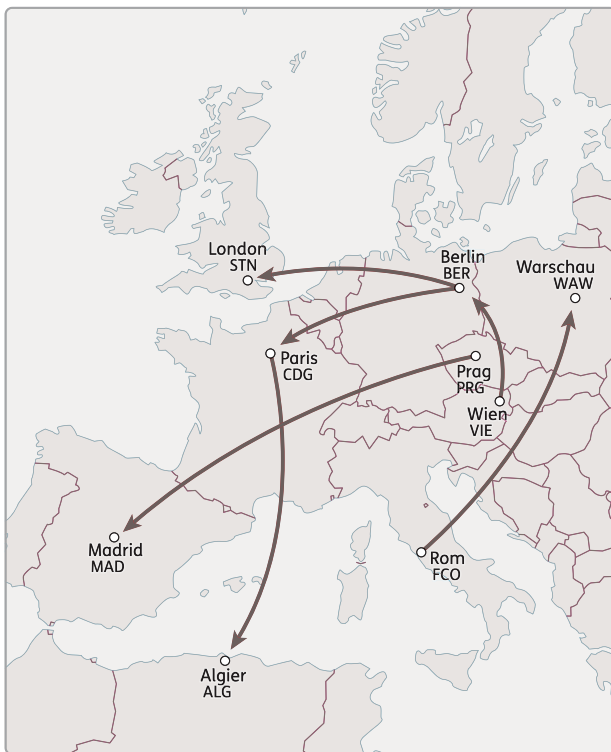 London
STN
Berlin
BER
Warschau
WAW
Paris
CDG
Prag
PRG
Wien
VIE
Madrid
MAD
Rom
FCO
Algier
ALG